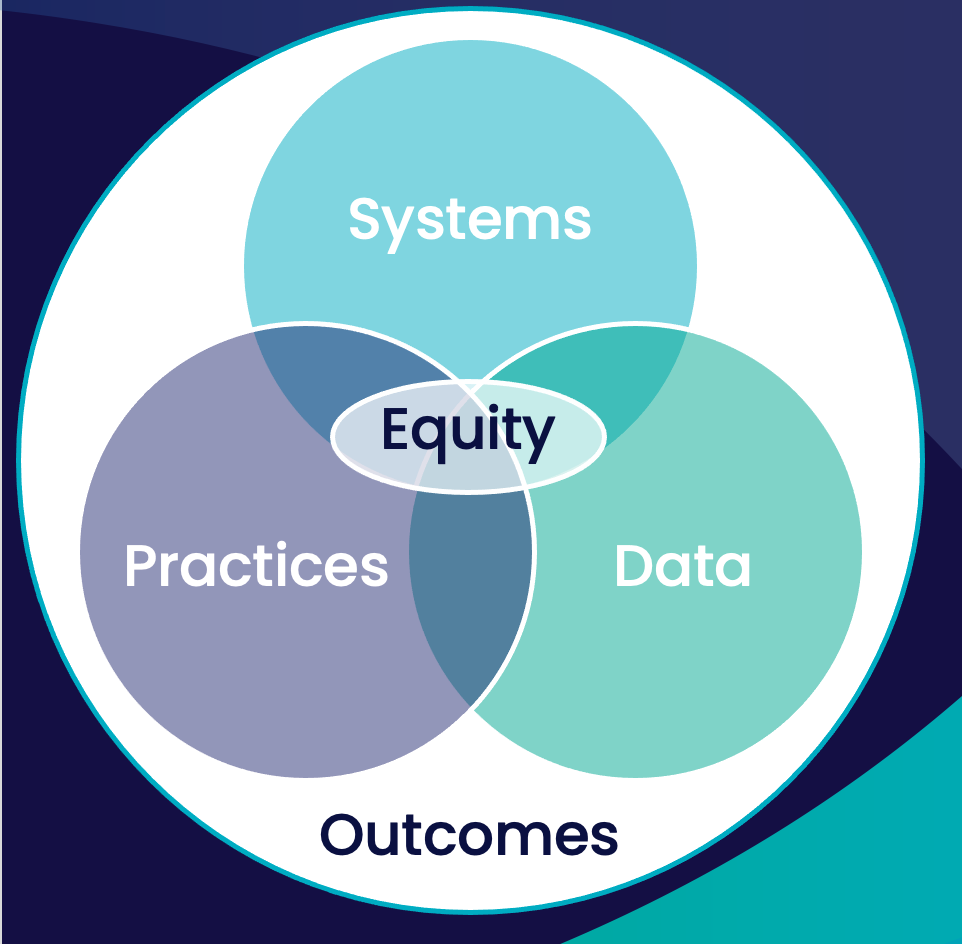 Systems
Equity
Practices
Data
Outcomes